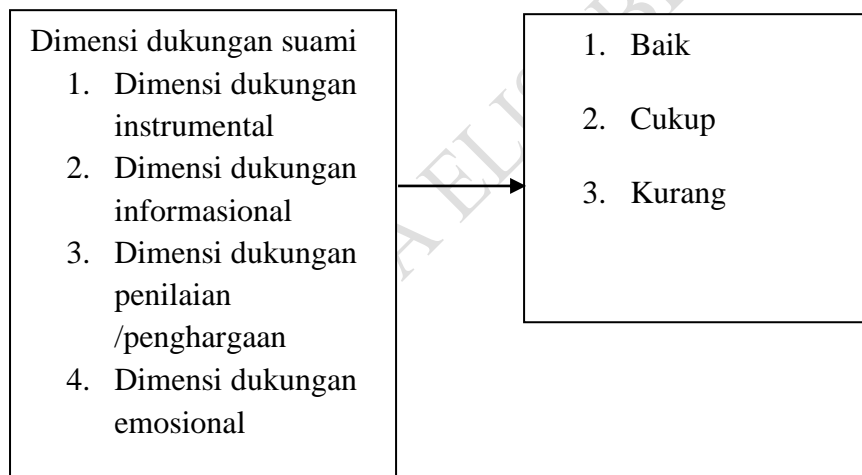 Dimensi dukungan suami
1. Dimensi dukungan
instrumental
2. Dimensi dukungan
informasional
3. Dimensi dukungan
penilaian
/penghargaan
4. Dimensi dukungan
emosional
1. Baik
2. Cukup
3. Kurang